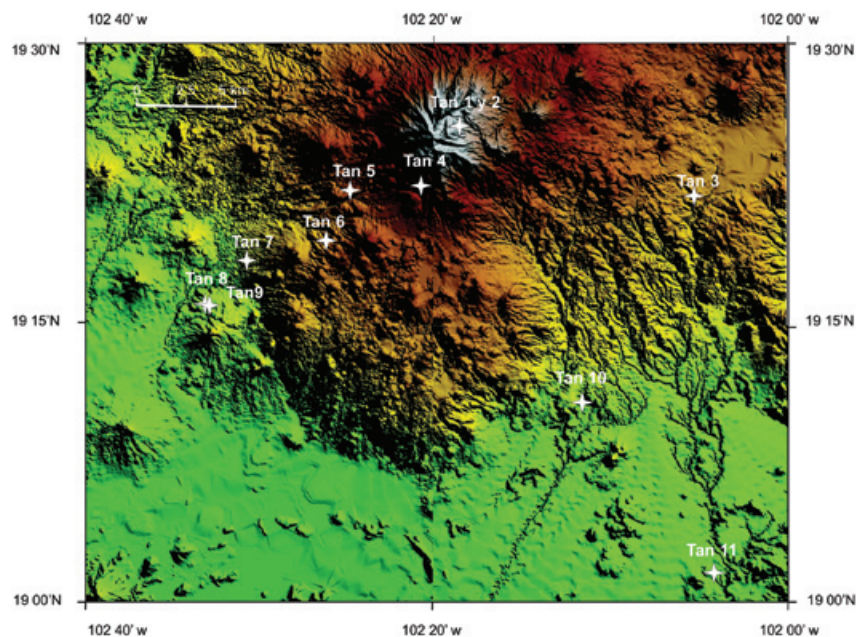 102 40' w 102 20' w 102 00' w
19 30'N 19 30'N
Tan 1 y 2
Tan 5 Tan 4 Tan 3
Tan 6
Tan 7
Tan 8
Tan9
19 15'N 19 15'N
Tan 10
Tan 11
19 00'N 19 00'N
102 40' w 102 20' w 102 00' w